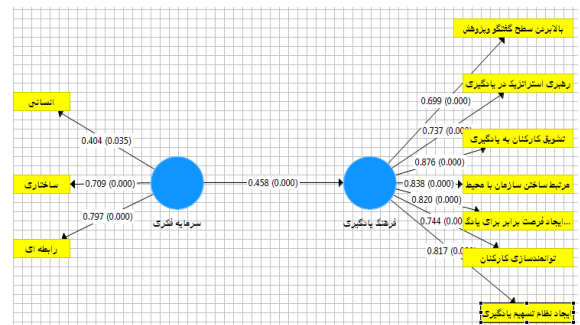 بالابردن سطح گفتگو وپژوهش
0.699 (0.000)
رهبری استراتژیک در یادگیری
0.737 (0.000)
تشویق کارکنان به یادگیری
0.876 (0.000)
مرتبط ساختن سازمان با محیط
0.838 (0.000)
ایجاد فرصت برابر برای یادگ...
0.820 (0.000)
توانمندسازی کارکنان
0.744 (0.00
ایجاد نظام تسهیم یادگیری
0.817 (0.0
فرهنگ یادگیری
0.458 (0.000)
سرمایه فکری
انسانی
0.404 (0.035)
ساختاری
0.709 (0.000)
رابطه ای
0.797 (0.000)